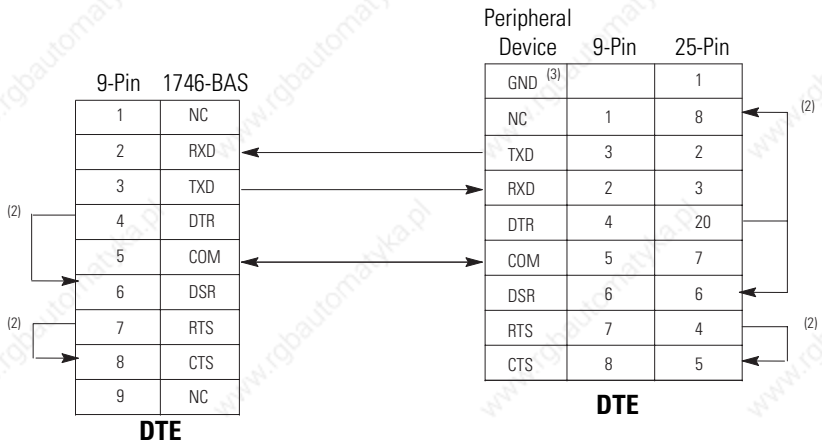 Peripheral
Device 9-Pin 25-Pin
9-Pin 1746-BAS
GND (3) 1
NC 1 8 (2)
TXD 3 2
RXD 2 3
DTR 4 20
COM 5 7
DSR 6 6
RTS 7 4 (2)
CTS 8 5
DTE
1 NC
2 RXD
3 TXD
(2) 4 DTR
5 COM
6 DSR
(2) 7 RTS
8 CTS
9 NC
DTE
www.rgbautomatyka.pl